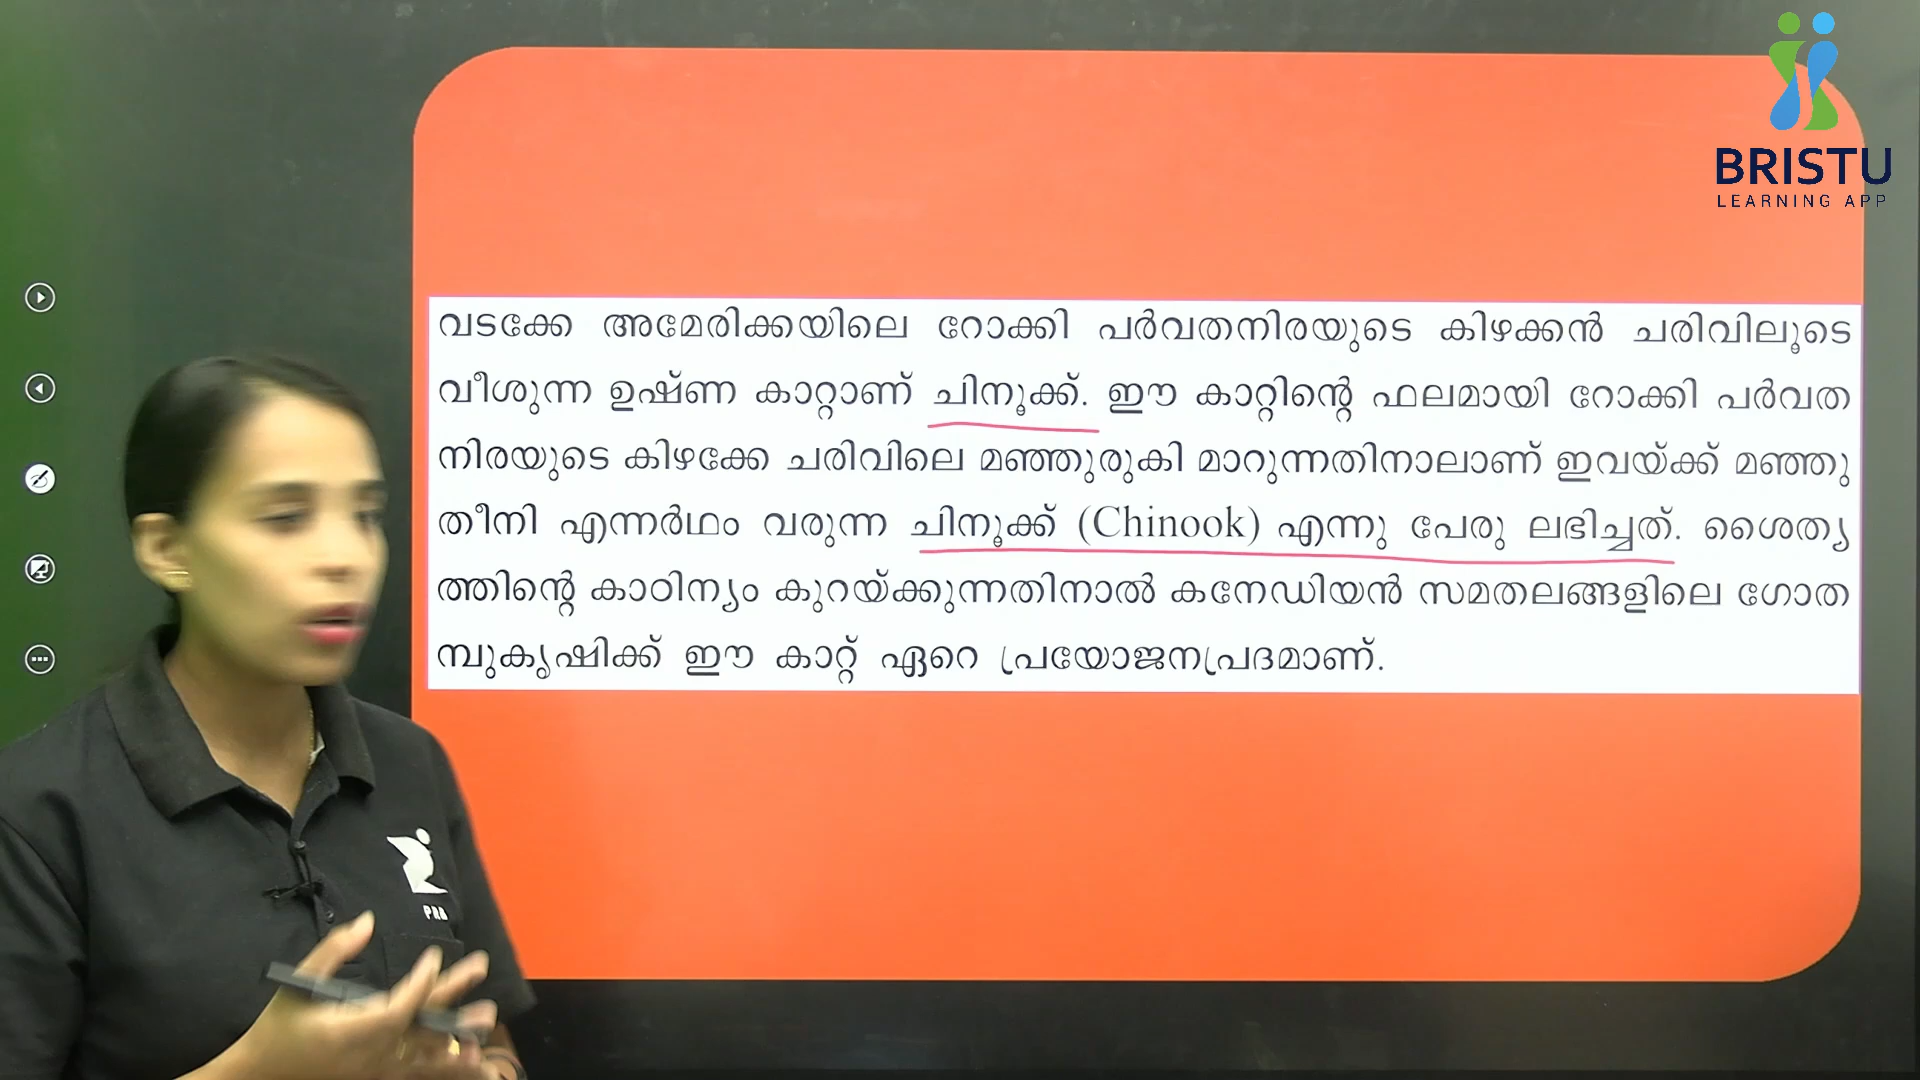 BRISTU
LEARNING APP
വടക്കേ അമേരിക്കയിലെ റോക്കി പർവതനിരയുടെ കിഴക്കൻ ചരിവിലൂടെ
വീശുന്ന ഉഷ്ണ കാറ്റാണ് ചിനൂക്ക്. ഈ കാറ്റിന്റെ ഫലമായി റോക്കി പർവത
നിരയുടെ കിഴക്കേ ചരിവിലെ മഞ്ഞുരുകി മാറുന്നതിനാലാണ് ഇവയ്ക്ക് മഞ്ഞു
തീനി എന്നർഥം വരുന്ന ചിനൂക്ക് (Chinook) എന്നു പേരു ലഭിച്ചത്. ശൈത്യ
ത്തിന്റെ കാഠിന്യം കുറയ്ക്കുന്നതിനാൽ കനേഡിയൻ സമതലങ്ങളിലെ ഗോത
മ്പുകൃഷിക്ക് ഈ കാറ്റ് ഏറെ പ്രയോജനപ്രദമാണ്.